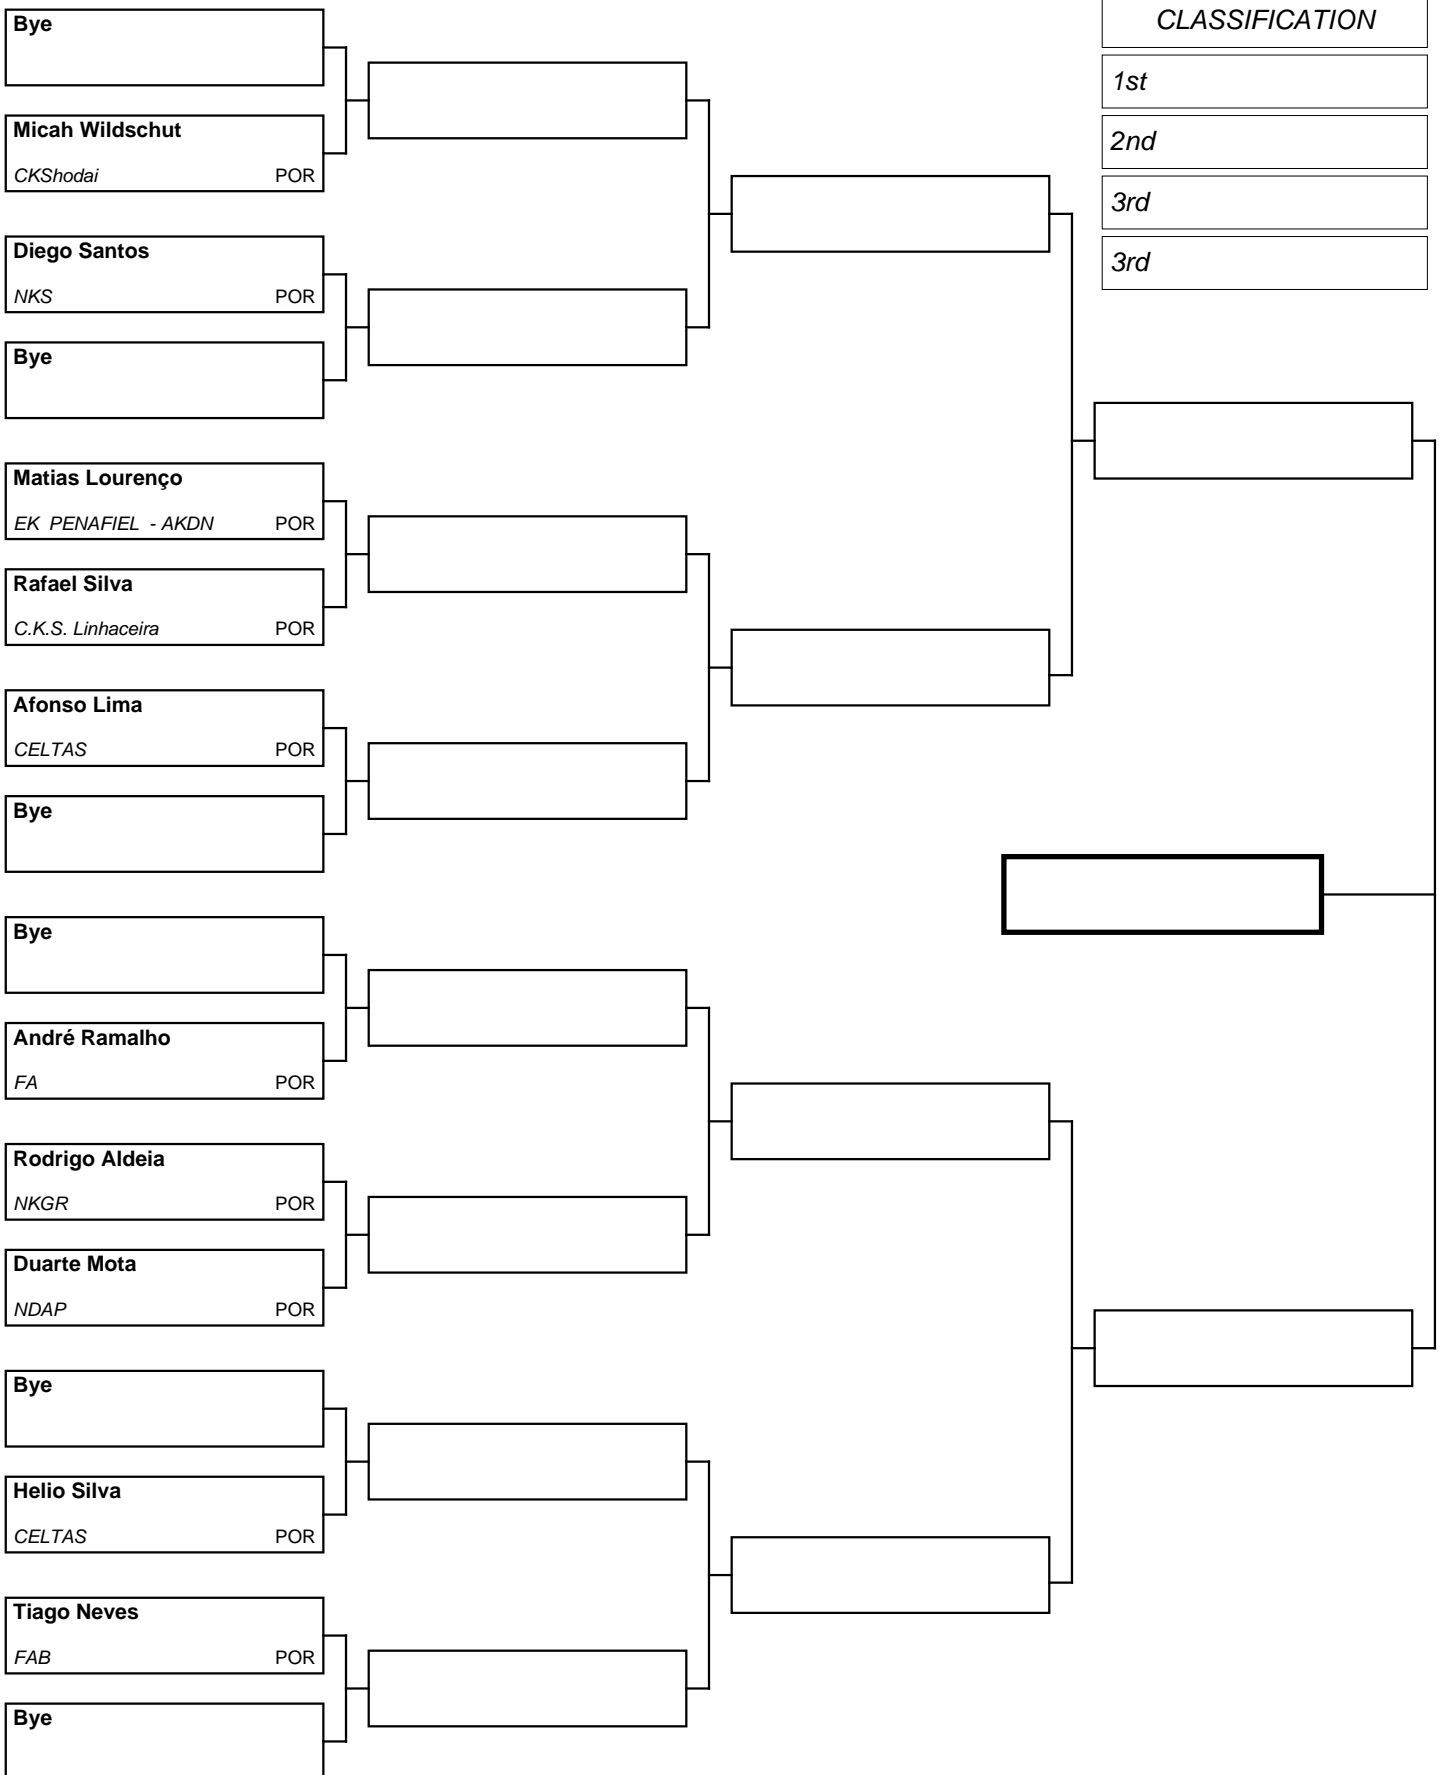 Bye
Micah Wildschut
CKShodai POR
Diego Santos
NKS POR
Bye
Matias Lourenço
EK PENAFIEL - AKDN POR
Rafael Silva
C.K.S. Linhaceira POR
Afonso Lima
CELTAS POR
Bye
Bye
André Ramalho
FA POR
Rodrigo Aldeia
NKGR POR
Duarte Mota
NDAP POR
Bye
Helio Silva
CELTAS POR
Tiago Neves
FAB POR
Bye
CLASSIFICATION
1st
2nd
3rd
3rd